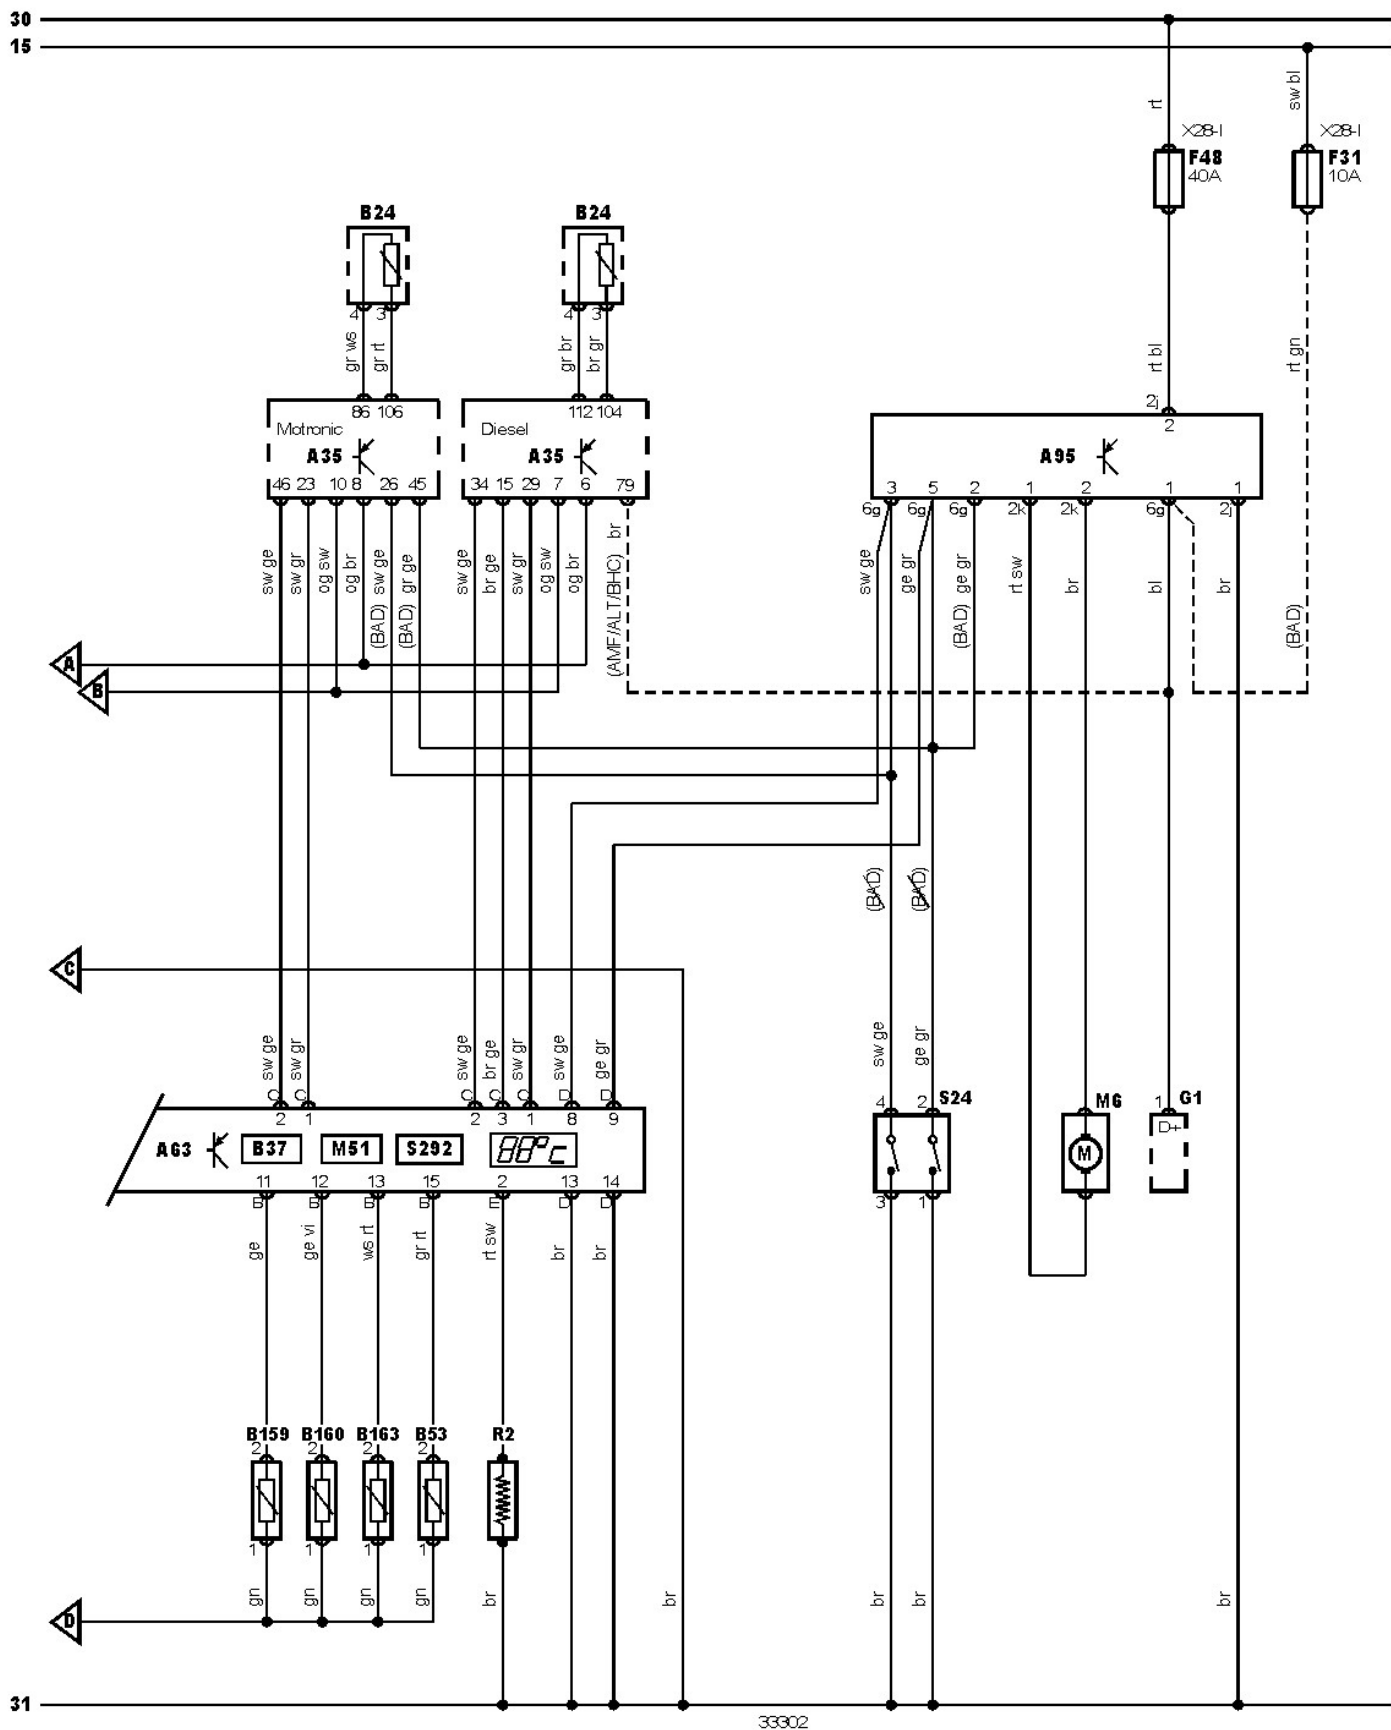 30
15
rt
sw bl
X28-I
F48
40A
X28-I
F31
10A
B24
B24
4 3
4 3
gr ws
gr rt
gr br
br gr
rt bl
rt gn
2j
86 106
112 104
2
Motronic
Diesel
A35
A35
A95
46 23 10 8 26 45
34 15 29 7 6 79
3 5 2 1 2 1 1
6g 6g 6g 2k 2k 6g 2j
sw ge
sw gr
og sw
og br
(BAD) sw ge
(BAD) gr ge
sw ge
br ge
sw gr
og sw
og br
(AMF/ALT/BHC) br
sw ge
ge gr
(BAD) ge gr
rt sw
br
bl
br
(BAD)
A
B
(BAD)
(BAD)
C
sw ge
sw gr
sw ge
br ge
sw gr
sw ge
ge gr
sw ge
ge gr
C C C C C D D
2 1 2 3 1 8 9
4 2 S24
M6
1 G1
D+
A63
B37
M51
S292
88°c
M
11 12 13 15 2 13 14
B B B B E D D
3 1
ge
ge vi
ws rt
gr rt
rt sw
br
br
B159 B160 B163 B53 R2
2 2 2 2
1 1 1 1
gn
gn
gn
gn
br
br
br
br
br
D
31
33302